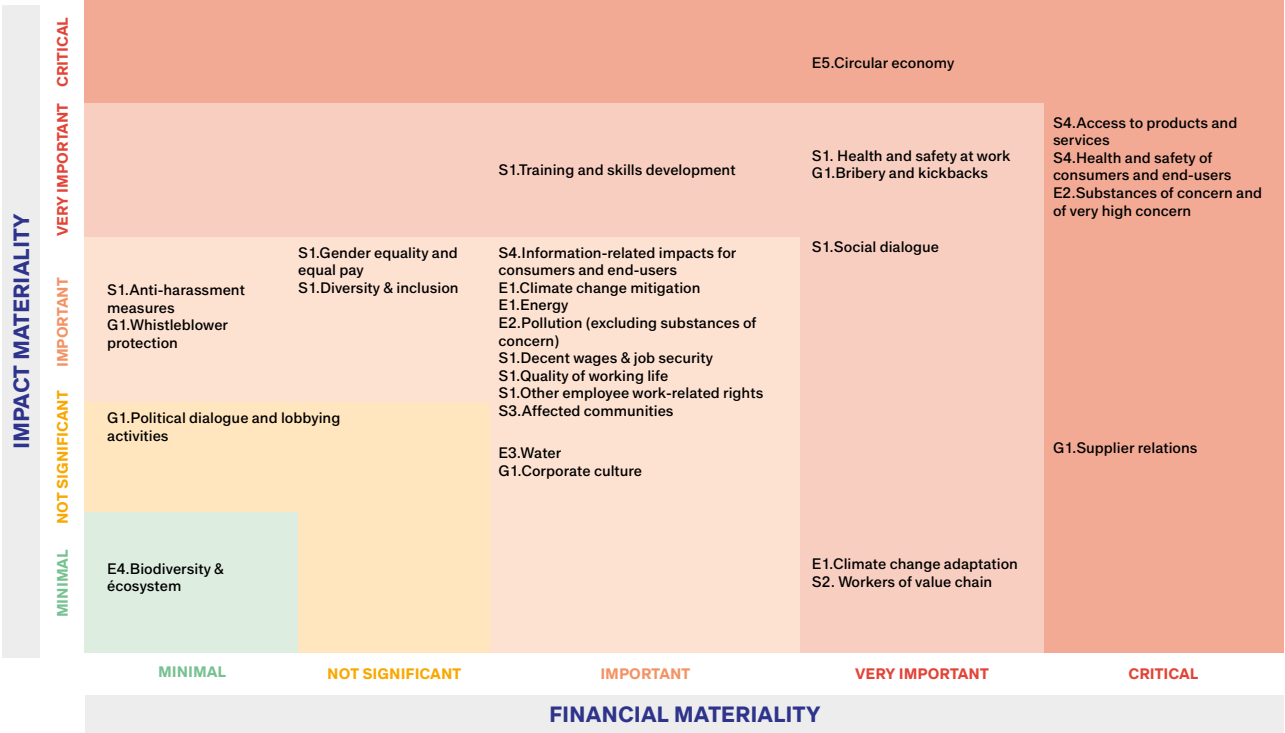 IMPACT MATERIALITY
CRITICAL
VERY IMPORTANT
IMPORTANT
NOT SIGNIFICANT
MINIMAL
E5.Circular economy
S1.Training and skills development
S1. Health and safety at work
G1.Bribery and kickbacks
S4.Access to products and
services
S4.Health and safety of
consumers and end-users
E2.Substances of concern and
of very high concern
S1.Anti-harassment
measures
G1.Whistleblower
protection
S1.Gender equality and
equal pay
S1.Diversity & inclusion
S4.Information-related impacts for
consumers and end-users
E1.Climate change mitigation
E1.Energy
E2.Pollution (excluding substances of
concern)
S1.Decent wages & job security
S1.Quality of working life
S1.Other employee work-related rights
S3.Affected communities
S1.Social dialogue
G1.Political dialogue and lobbying
activities
E3.Water
G1.Corporate culture
G1.Supplier relations
E4.Biodiversity &
écosystem
E1.Climate change adaptation
S2. Workers of value chain
MINIMAL
NOT SIGNIFICANT
IMPORTANT
VERY IMPORTANT
CRITICAL
FINANCIAL MATERIALITY